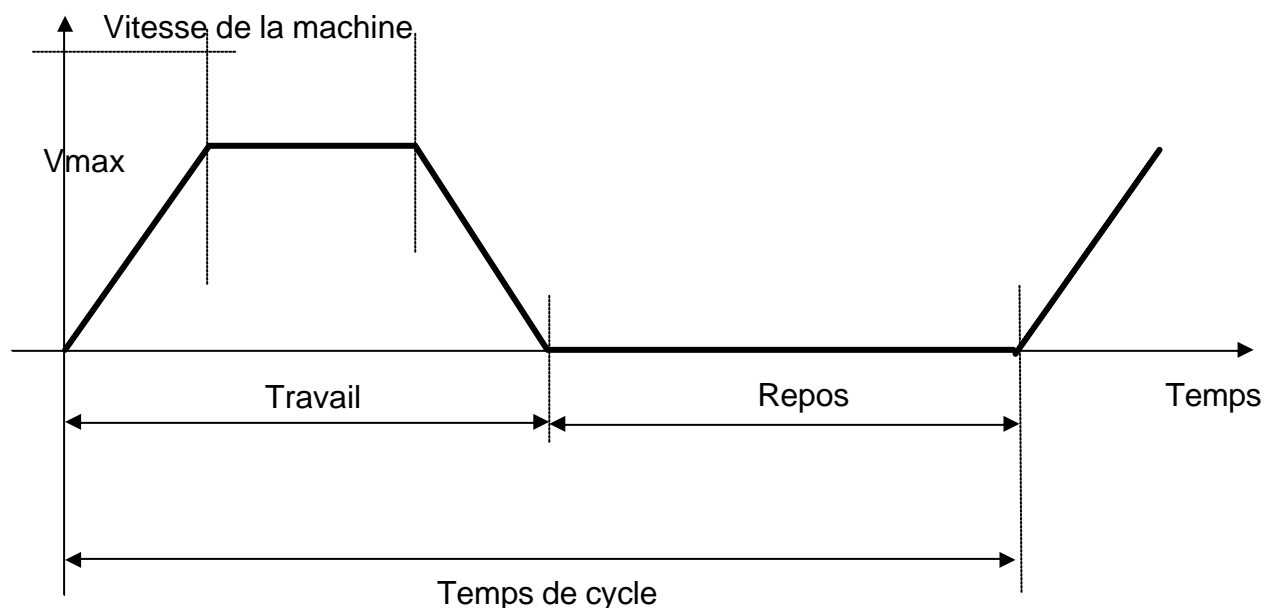 Vitesse de la machine
Vmax
Travail
Repos
Temps
Temps de cycle